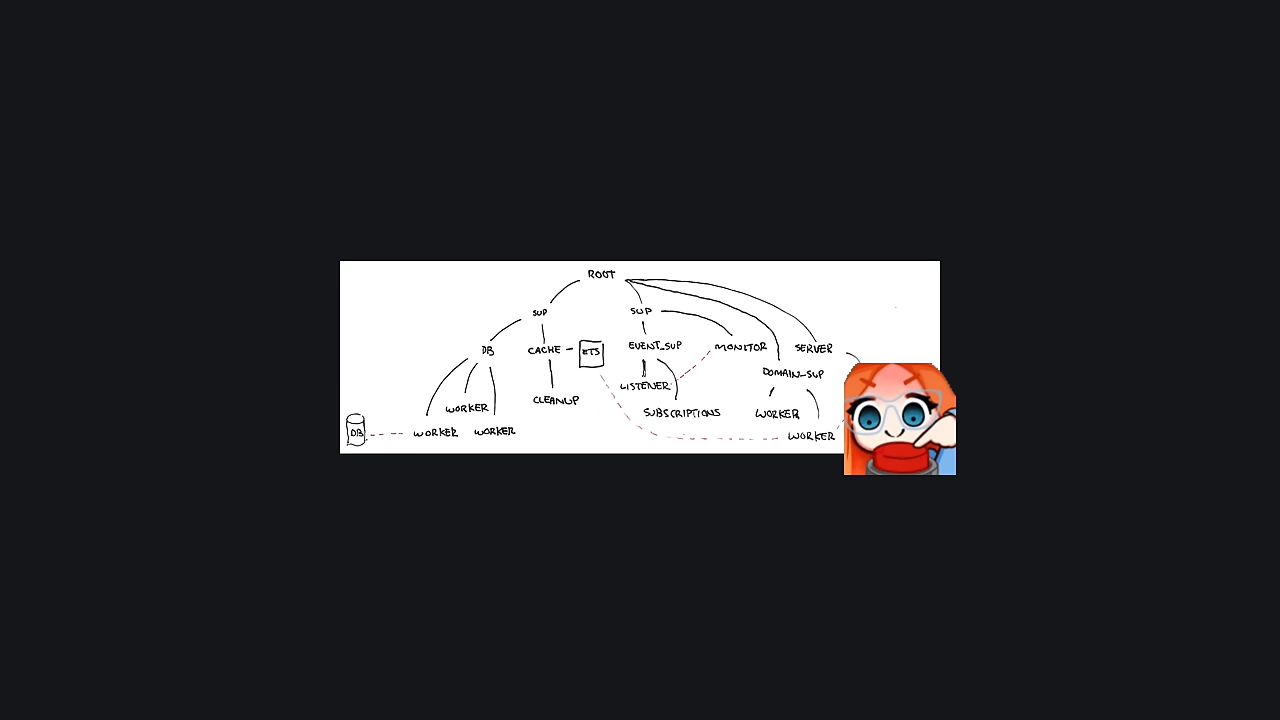 ROOT
SUP SUP
DB CACHE ETS EVENT_SUP MONITOR SERVER
LISTENER DOMAIN_SUP
WORKER CLEANUP SUBSCRIPTIONS WORKER
DB WORKER WORKER WORKER